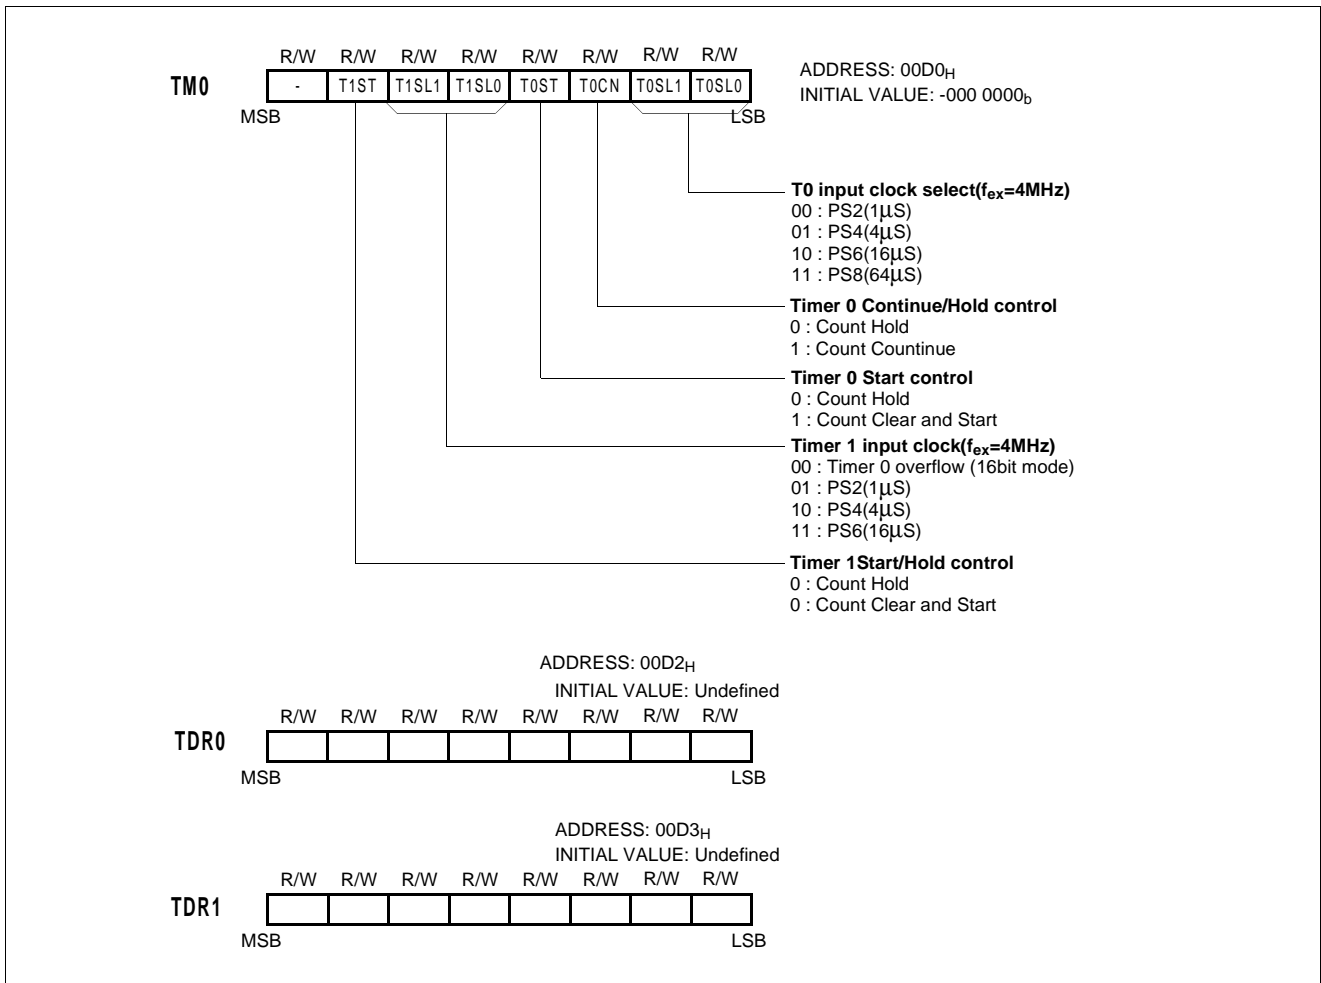 R/W R/W R/W R/W R/W R/W R/W R/W
TM0 - T1ST T1SL1 T1SL0 T0ST T0CN T0SL1 T0SL0
MSB LSB
ADDRESS: 00D0H
INITIAL VALUE: -000 0000b
T0 input clock select(fex=4MHz)
00 : PS2(1μS)
01 : PS4(4μS)
10 : PS6(16μS)
11 : PS8(64μS)
Timer 0 Continue/Hold control
0 : Count Hold
1 : Count Countinue
Timer 0 Start control
0 : Count Hold
1 : Count Clear and Start
Timer 1 input clock(fex=4MHz)
00 : Timer 0 overflow (16bit mode)
01 : PS2(1μS)
10 : PS4(4μS)
11 : PS6(16μS)
Timer 1Start/Hold control
0 : Count Hold
0 : Count Clear and Start
ADDRESS: 00D2H
INITIAL VALUE: Undefined
R/W R/W R/W R/W R/W R/W R/W R/W
TDR0
MSB LSB
ADDRESS: 00D3H
INITIAL VALUE: Undefined
R/W R/W R/W R/W R/W R/W R/W R/W
TDR1
MSB LSB